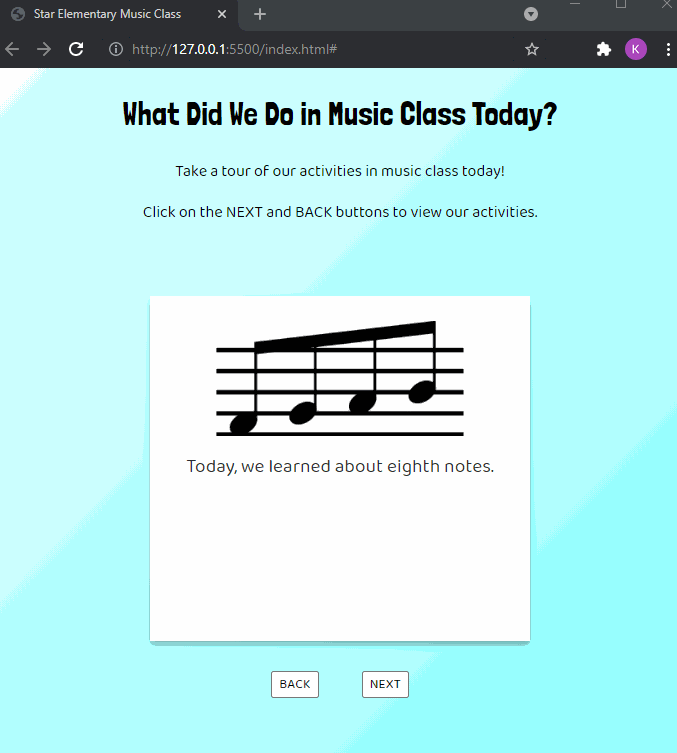 Star Elementary Music Class
http://127.0.0.1:5500/index.html#
K
What Did We Do in Music Class Today?
Take a tour of our activities in music class today!
Click on the NEXT and BACK buttons to view our activities.
Today, we learned about eighth notes.
BACK NEXT